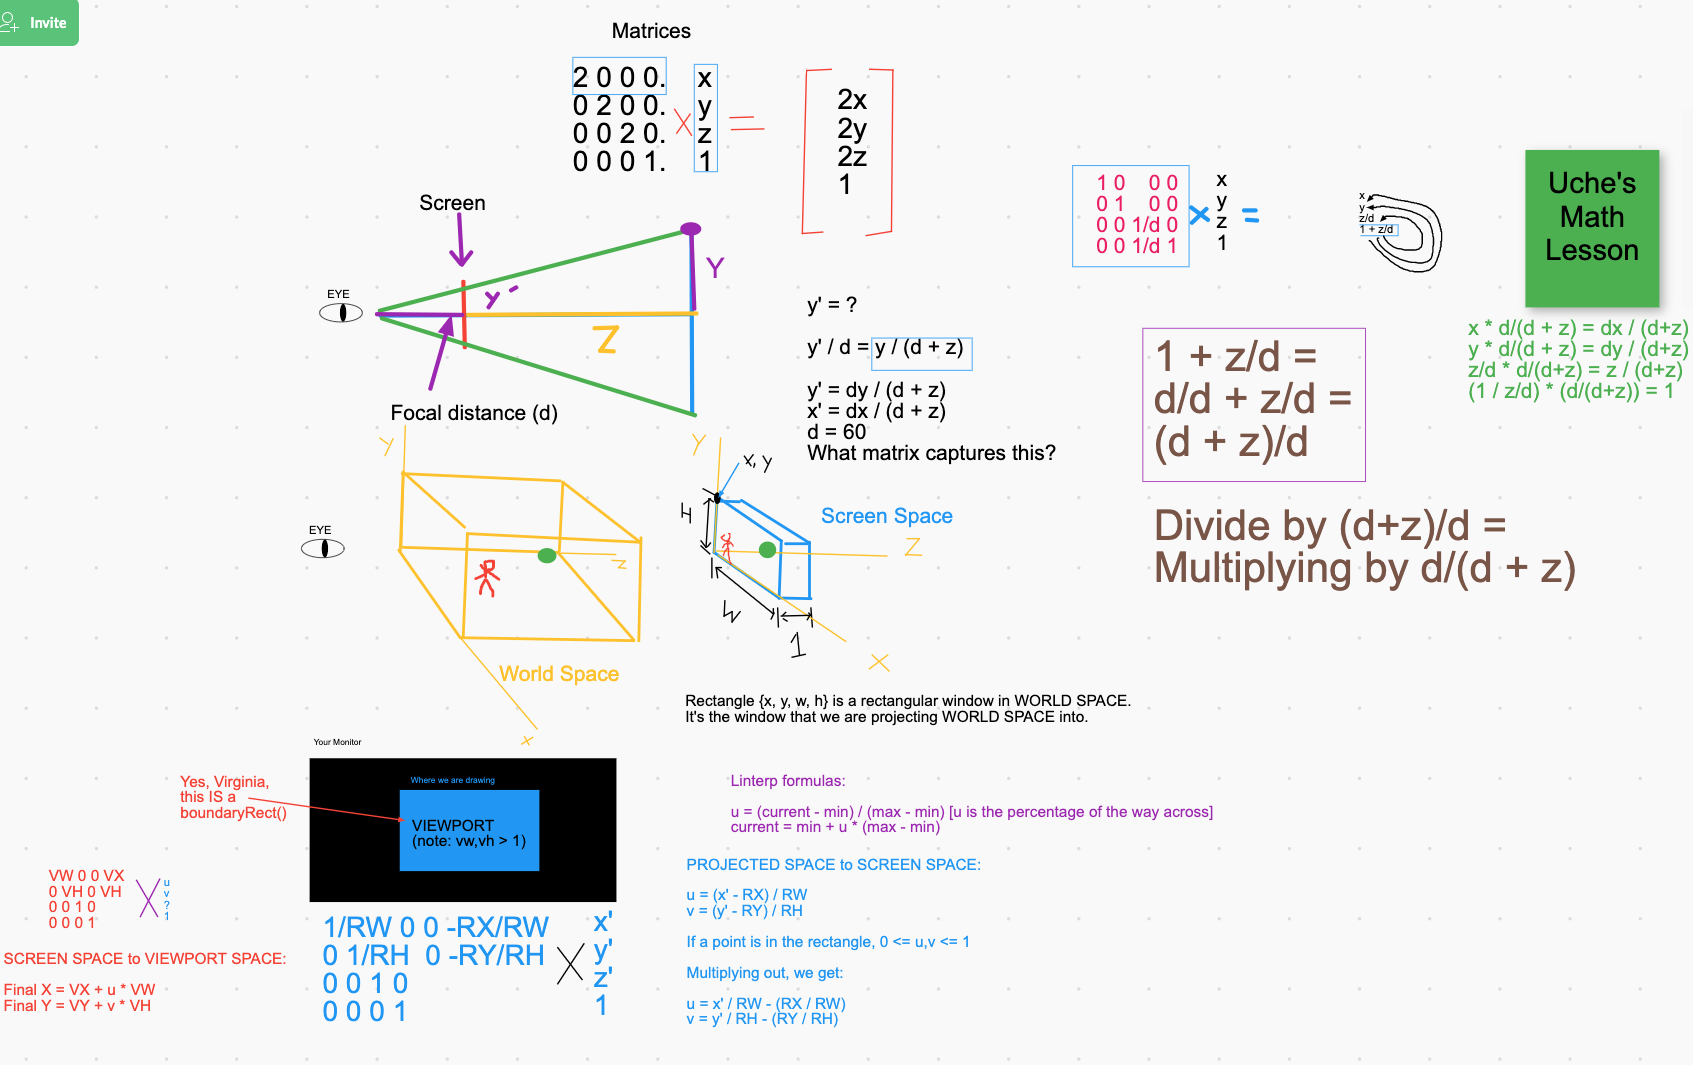 Invite
Matrices
2 0 0 0.
0 2 0 0.
0 0 2 0.
0 0 0 1.
X
x
y
z
1
=
2x
2y
2z
1
Screen
EYE
y'
Y
Z
Focal distance (d)
y' = ?
y' / d = y / (d + z)
y' = dy / (d + z)
x' = dx / (d + z)
d = 60
What matrix captures this?
1 0 0 0
0 1 0 0
0 0 1/d 0
0 0 1/d 1
x
x
y
z
1
=
x
y
z/d
1 + z/d
Uche's
Math
Lesson
x * d/(d + z) = dx / (d+z)
y * d/(d + z) = dy / (d+z)
z/d * d/(d+z) = z / (d+z)
(1 / z/d) * (d/(d+z)) = 1
1 + z/d =
d/d + z/d =
(d + z)/d
Divide by (d+z)/d =
Multiplying by d/(d + z)
EYE
Y
z
World Space
x
Y
x, y
H
Screen Space
Z
W
1
X
Rectangle {x, y, w, h} is a rectangular window in WORLD SPACE.
It's the window that we are projecting WORLD SPACE into.
Your Monitor
Where we are drawing
VIEWPORT
(note: vw,vh > 1)
Yes, Virginia,
this IS a
boundaryRect()
Linterp formulas:
u = (current - min) / (max - min) [u is the percentage of the way across]
current = min + u * (max - min)
PROJECTED SPACE to SCREEN SPACE:
u = (x' - RX) / RW
v = (y' - RY) / RH
If a point is in the rectangle, 0 <= u,v <= 1
Multiplying out, we get:
u = x' / RW - (RX / RW)
v = y' / RH - (RY / RH)
VW 0 0 VX
0 VH 0 VH
0 0 1 0
0 0 0 1
X
u
v
?
1
SCREEN SPACE to VIEWPORT SPACE:
Final X = VX + u * VW
Final Y = VY + v * VH
1/RW 0 0 -RX/RW
0 1/RH 0 -RY/RH
0 0 1 0
0 0 0 1
X
x'
y'
z'
1